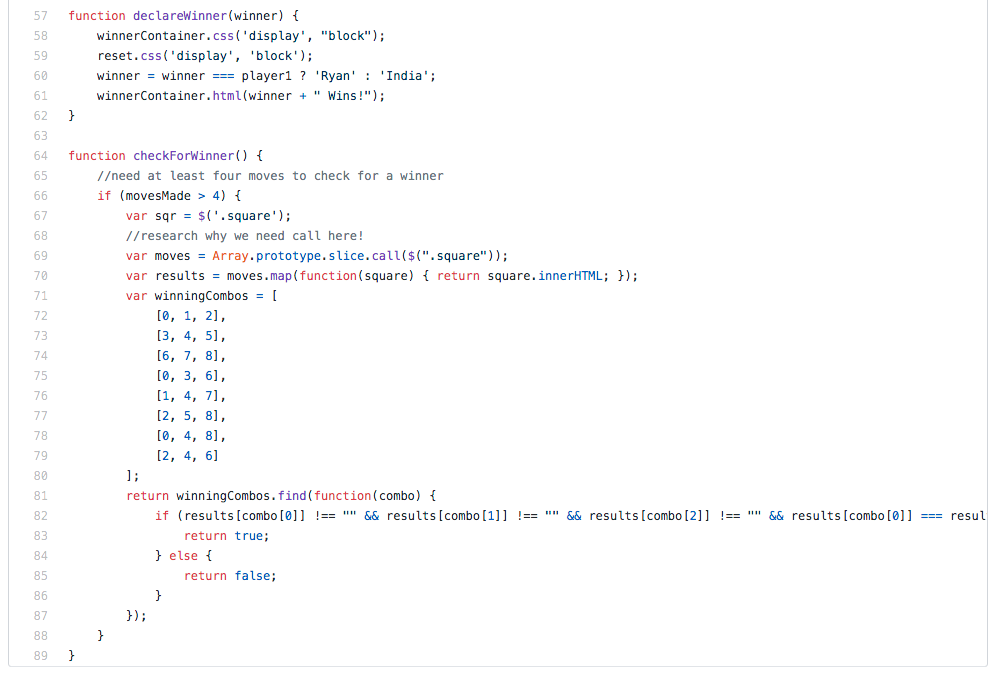 57 function declareWinner(winner) {
58     winnerContainer.css('display', "block");
59     reset.css('display', 'block');
60     winner = winner === player1 ? 'Ryan' : 'India';
61     winnerContainer.html(winner + " Wins!");
62 }
63
64 function checkForWinner() {
65     //need at least four moves to check for a winner
66     if (movesMade > 4) {
67         var sqr = $('.square');
68         //research why we need call here!
69         var moves = Array.prototype.slice.call($(".square"));
70         var results = moves.map(function(square) { return square.innerHTML; });
71         var winningCombos = [
72             [0, 1, 2],
73             [3, 4, 5],
74             [6, 7, 8],
75             [0, 3, 6],
76             [1, 4, 7],
77             [2, 5, 8],
78             [0, 4, 8],
79             [2, 4, 6]
80         ];
81         return winningCombos.find(function(combo) {
82             if (results[combo[0]] !== "" && results[combo[1]] !== "" && results[combo[2]] !== "" && results[combo[0]] === resul
83                 return true;
84             } else {
85                 return false;
86             }
87         });
88     }
89 }